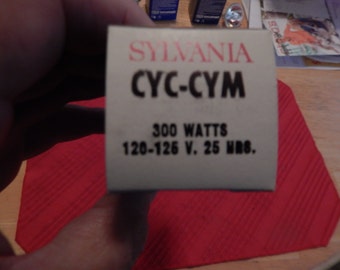 SYLVANIA
CYC-CYM
300 WATTS
120-125 V. 25 HRS.